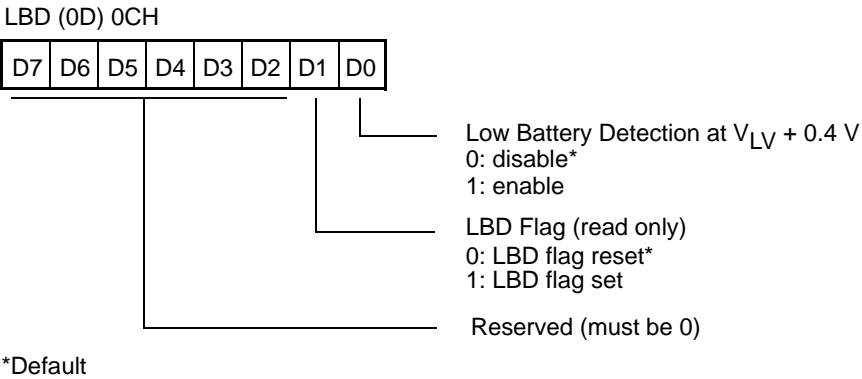 LBD (0D) 0CH
D7 D6 D5 D4 D3 D2 D1 D0
Low Battery Detection at VLV + 0.4 V
0: disable*
1: enable
LBD Flag (read only)
0: LBD flag reset*
1: LBD flag set
Reserved (must be 0)
*Default